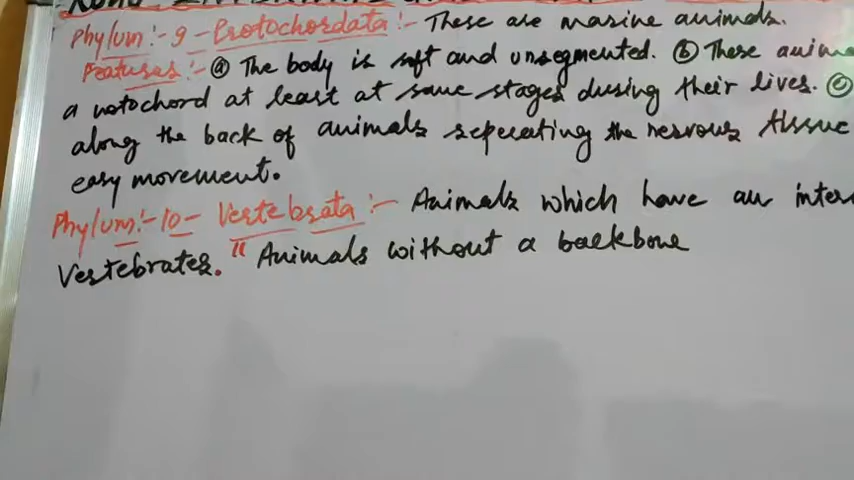 Phylum:- 9 - Protochordata :- These are marine animals.
Features :- (a) The body is soft and unsegmented. (b) These anima
a notochord at least at some stages during their lives. (c)
along the back of animals seperating the nervous tissue
easy movement.
Phylum:- 10 - Vertebrata :- Animals which have an inter
Vertebrates. " Animals without a backbone